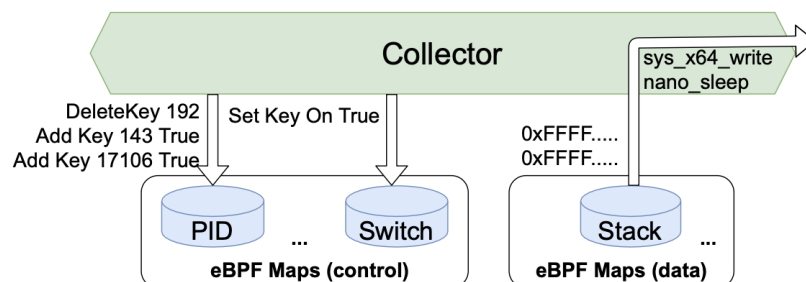 Collector
sys_x64_write
nano_sleep
DeleteKey 192
Add Key 143 True
Add Key 17106 True
Set Key On True
0xFFFF.....
0xFFFF.....
PID
...
Switch
Stack
...
eBPF Maps (control)
eBPF Maps (data)